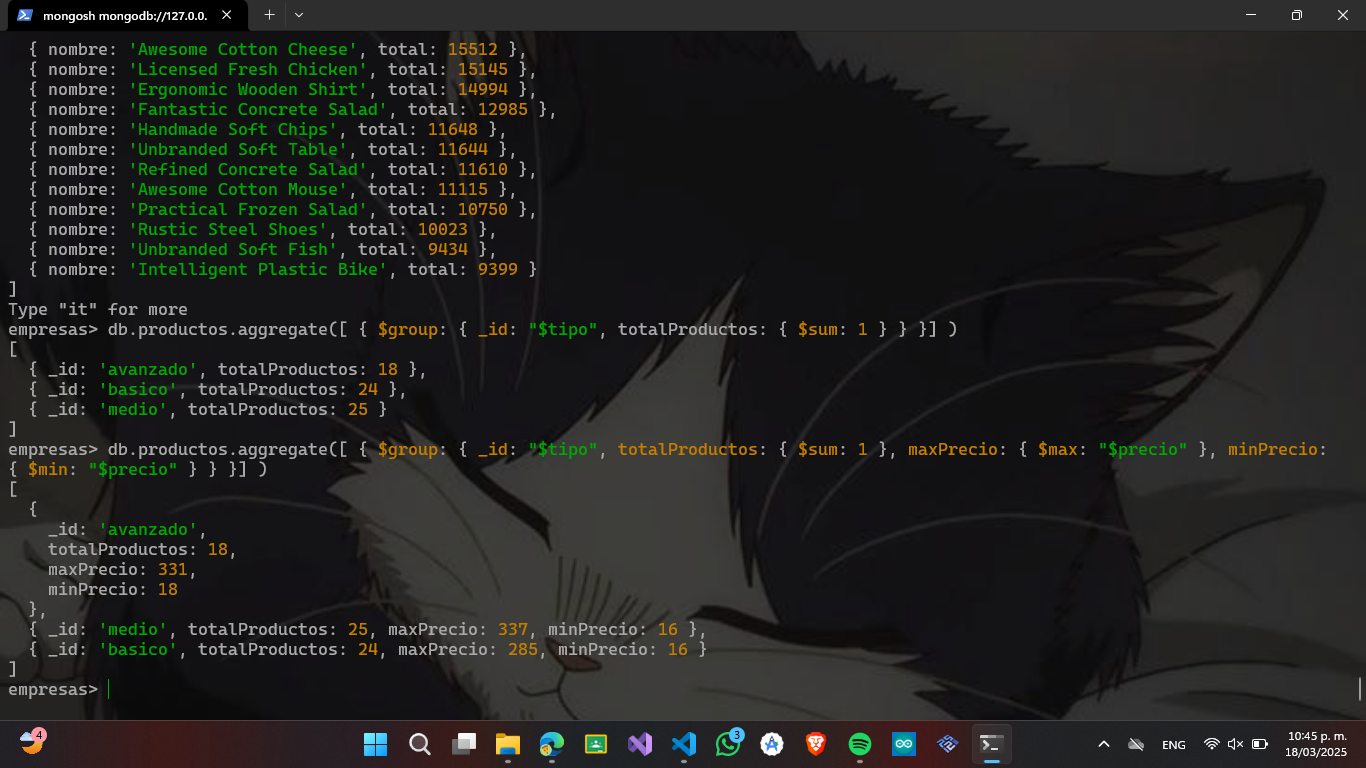 mongosh mongodb://127.0.0.
{ nombre: 'Awesome Cotton Cheese', total: 15512 },
{ nombre: 'Licensed Fresh Chicken', total: 15145 },
{ nombre: 'Ergonomic Wooden Shirt', total: 14994 },
{ nombre: 'Fantastic Concrete Salad', total: 12985 },
{ nombre: 'Handmade Soft Chips', total: 11648 },
{ nombre: 'Unbranded Soft Table', total: 11644 },
{ nombre: 'Refined Concrete Salad', total: 11610 },
{ nombre: 'Awesome Cotton Mouse', total: 11115 },
{ nombre: 'Practical Frozen Salad', total: 10750 },
{ nombre: 'Rustic Steel Shoes', total: 10023 },
{ nombre: 'Unbranded Soft Fish', total: 9434 },
{ nombre: 'Intelligent Plastic Bike', total: 9399 }
]
Type "it" for more
empresas> db.productos.aggregate([ { $group: { _id: "$tipo", totalProductos: { $sum: 1 } } }] )
[
{ _id: 'avanzado', totalProductos: 18 },
{ _id: 'basico', totalProductos: 24 },
{ _id: 'medio', totalProductos: 25 }
]
empresas> db.productos.aggregate([ { $group: { _id: "$tipo", totalProductos: { $sum: 1 }, maxPrecio: { $max: "$precio" }, minPrecio:
{ $min: "$precio" } } }] )
[
{
_id: 'avanzado',
totalProductos: 18,
maxPrecio: 331,
minPrecio: 18
},
{ _id: 'medio', totalProductos: 25, maxPrecio: 337, minPrecio: 16 },
{ _id: 'basico', totalProductos: 24, maxPrecio: 285, minPrecio: 16 }
]
empresas>
4
3
ENG
10:45 p. m.
18/03/2025